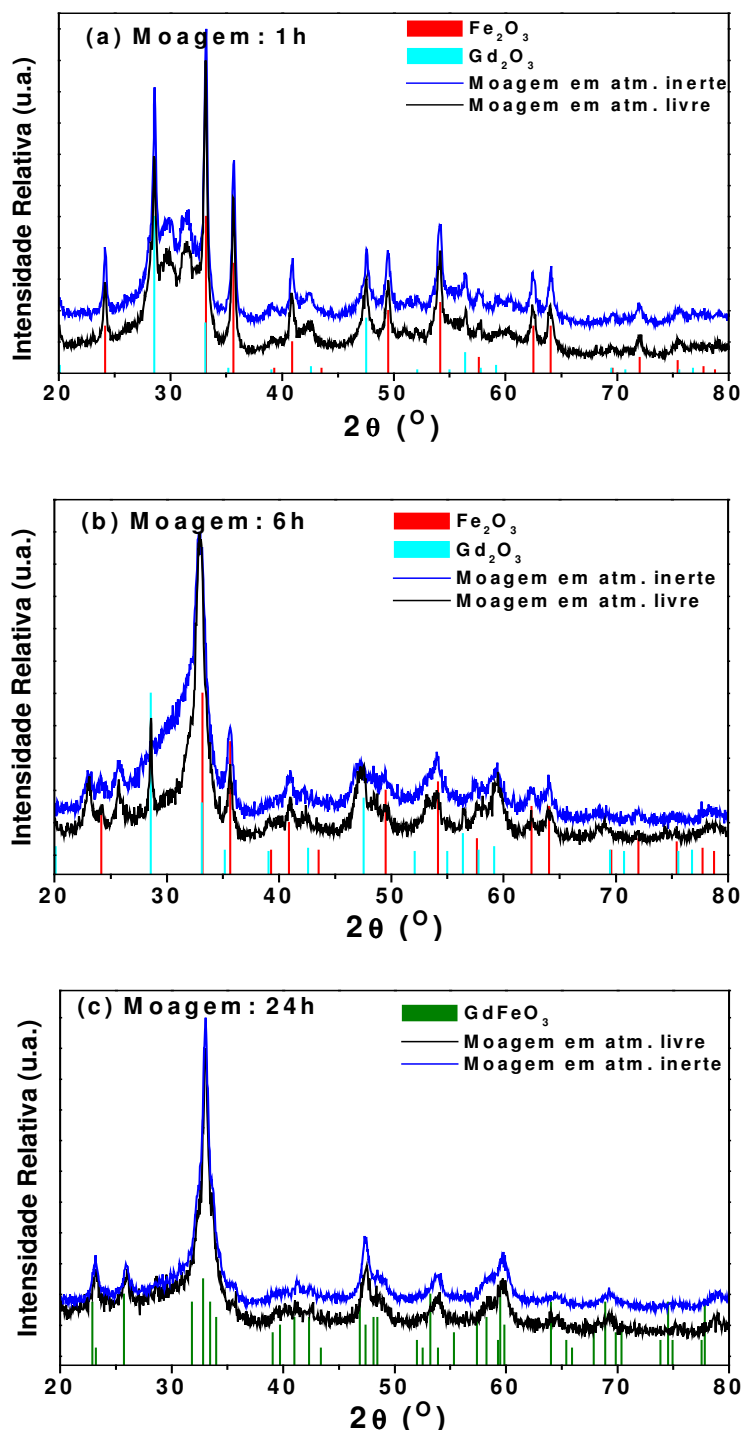 (a) Moagem: 1h
Fe₂O₃
Gd₂O₃
Moagem em atm. inerte
Moagem em atm. livre
Intensidade Relativa (u.a.)
20 30 40 50 60 70 80
2θ (O)
(b) Moagem: 6h
Fe₂O₃
Gd₂O₃
Moagem em atm. inerte
Moagem em atm. livre
Intensidade Relativa (u.a.)
20 30 40 50 60 70 80
2θ (O)
(c) Moagem: 24h
GdFeO₃
Moagem em atm. livre
Moagem em atm. inerte
Intensidade Relativa (u.a.)
20 30 40 50 60 70 80
2θ (O)